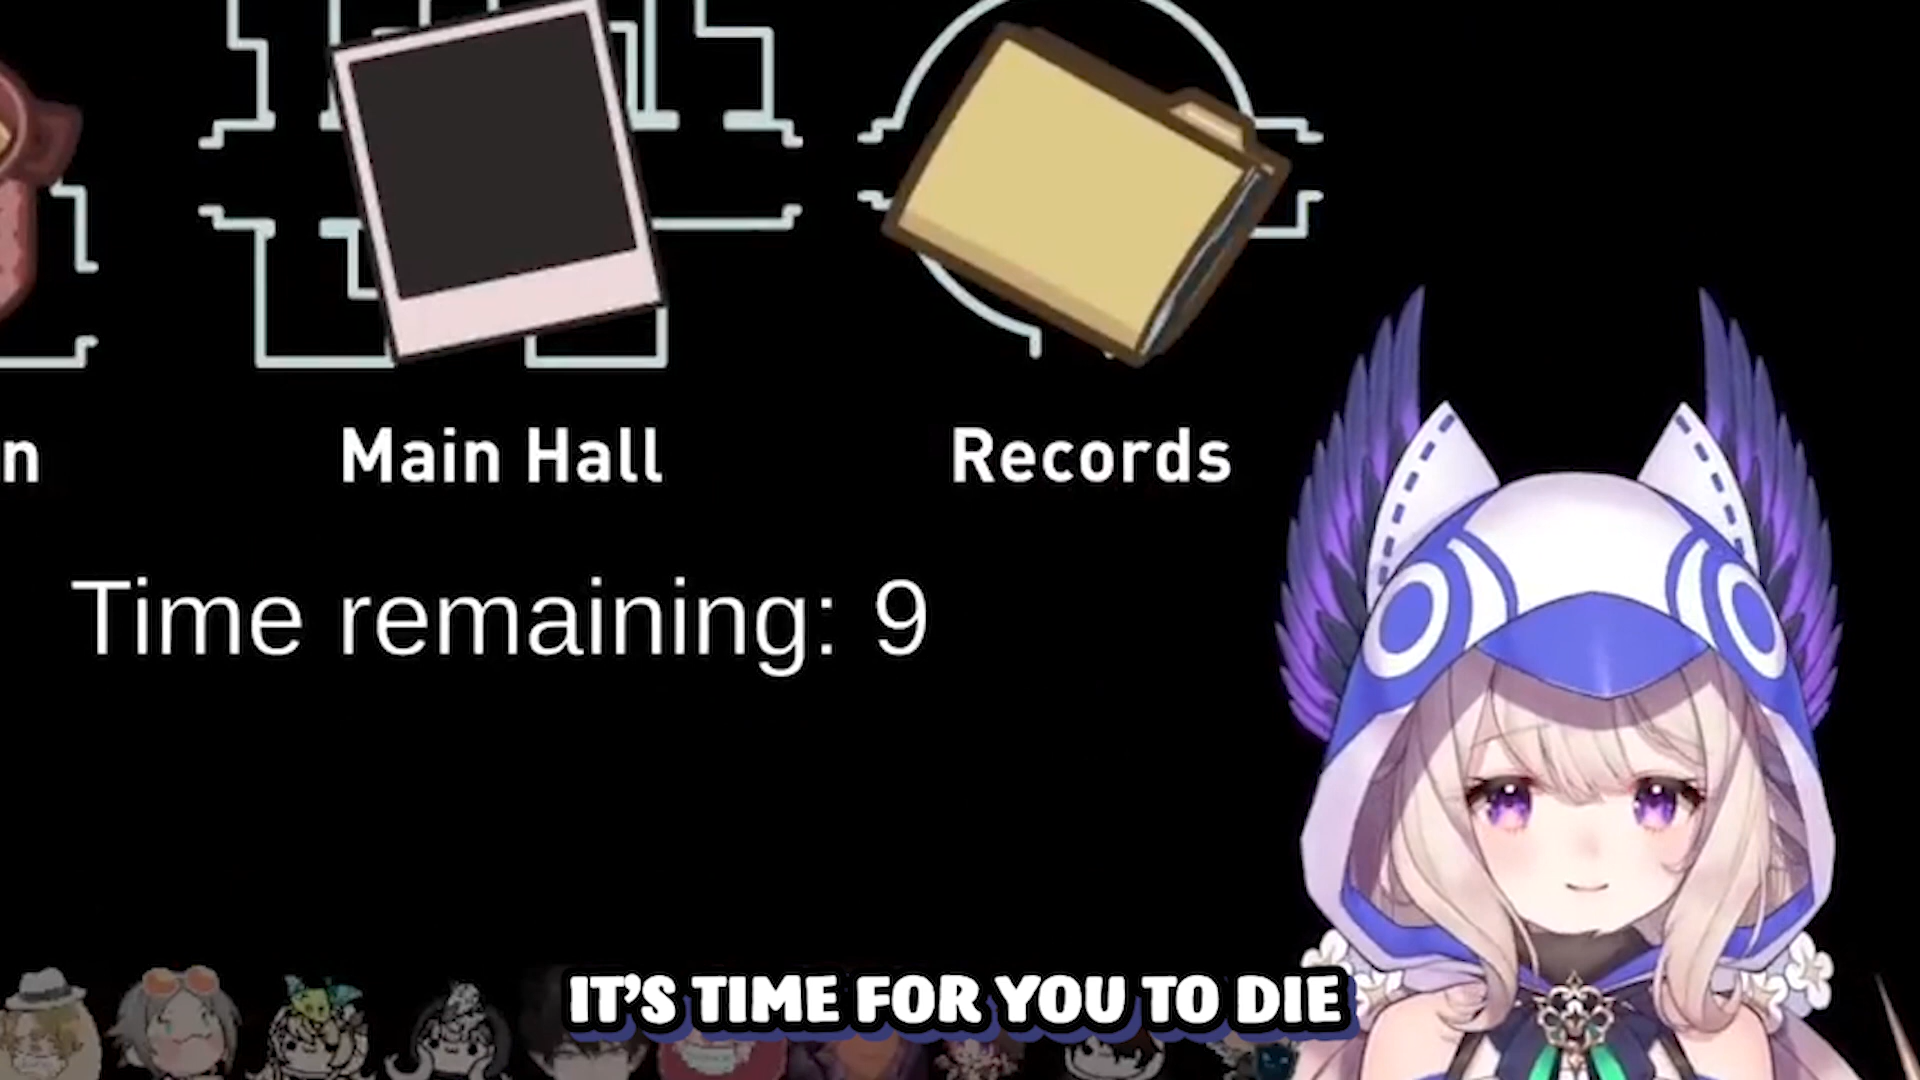 n
Main Hall
Records
Time remaining: 9
IT'S TIME FOR YOU TO DIE